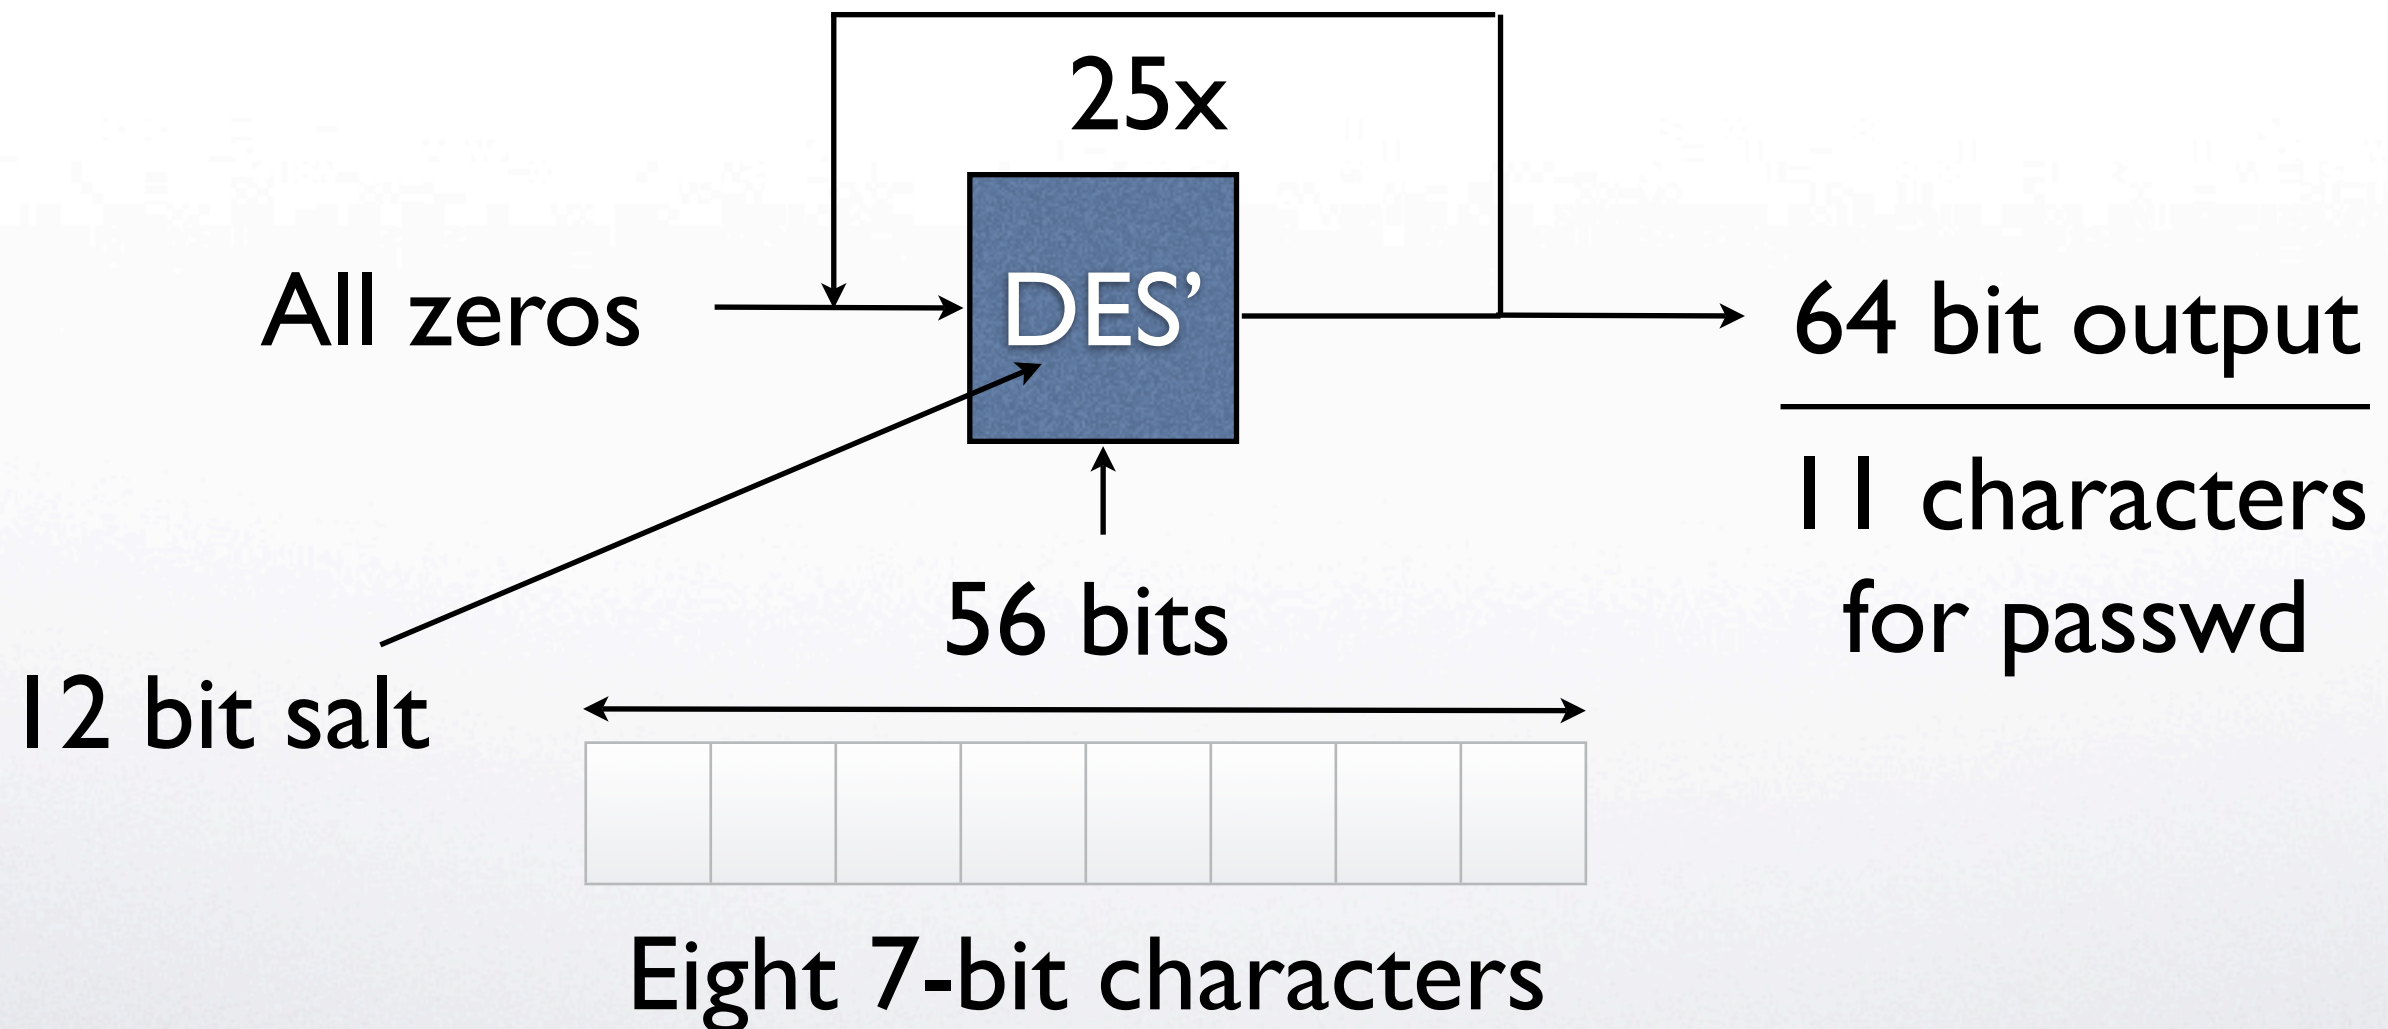 25x
All zeros
DES’
64 bit output
11 characters
for passwd
56 bits
12 bit salt
Eight 7-bit characters